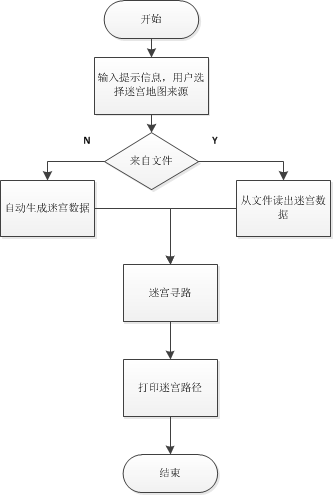 开始
输入提示信息，用户选
择迷宫地图来源
N
Y
来自文件
自动生成迷宫数据
从文件读出迷宫数
据
迷宫寻路
打印迷宫路径
结束